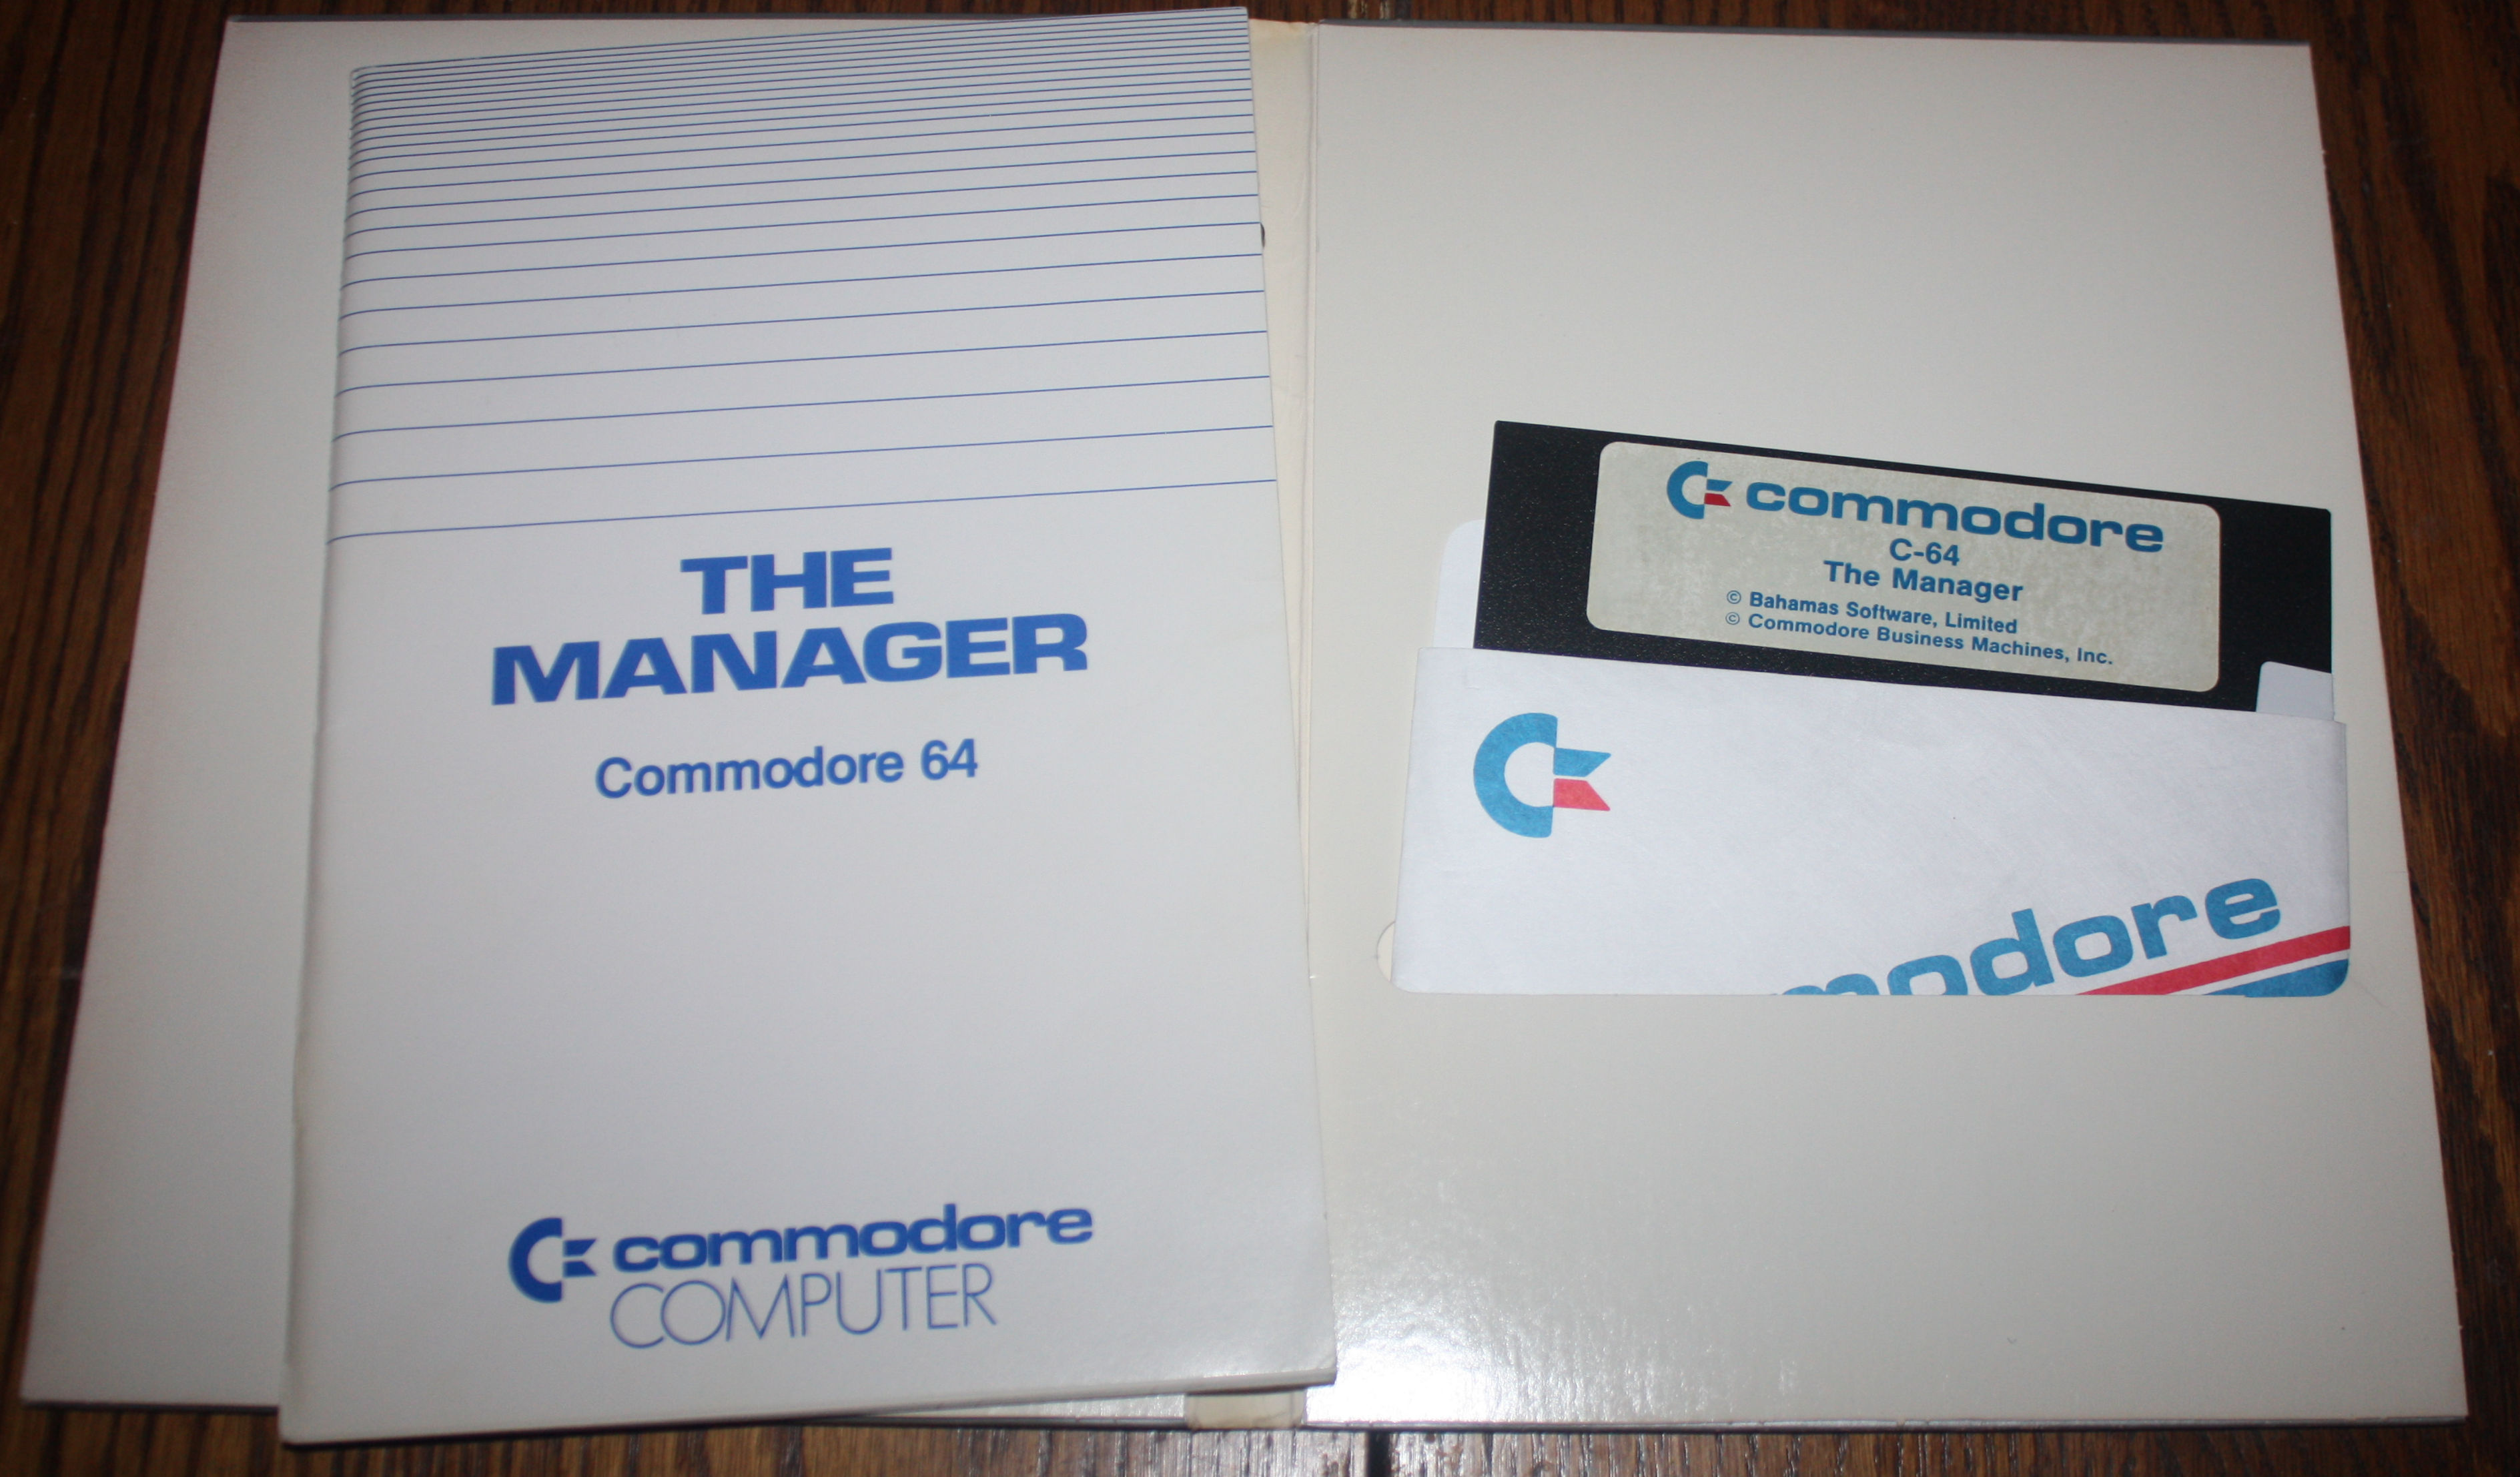 THE
MANAGER
Commodore 64
commodore
COMPUTER
commodore
C-64
The Manager
© Bahamas Software, Limited
© Commodore Business Machines, Inc.
modore